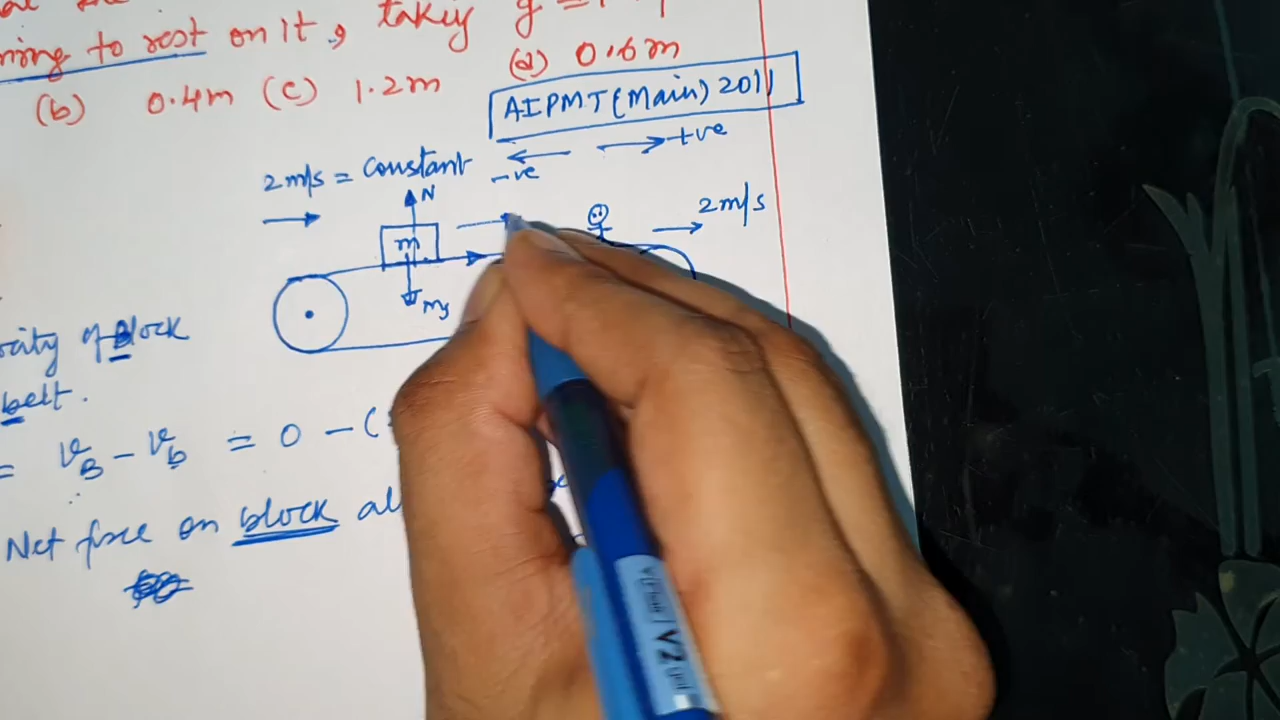 ming to rest on it, taking g =
(b) 0.4m (c) 1.2m (d) 0.6m
AIPMT (Main) 2011
+ve
-ve
2m/s = Constant
N
2m/s
m
mg
ocity of Block
belt.
= v_B - v_b = 0 - (
Net force on block al